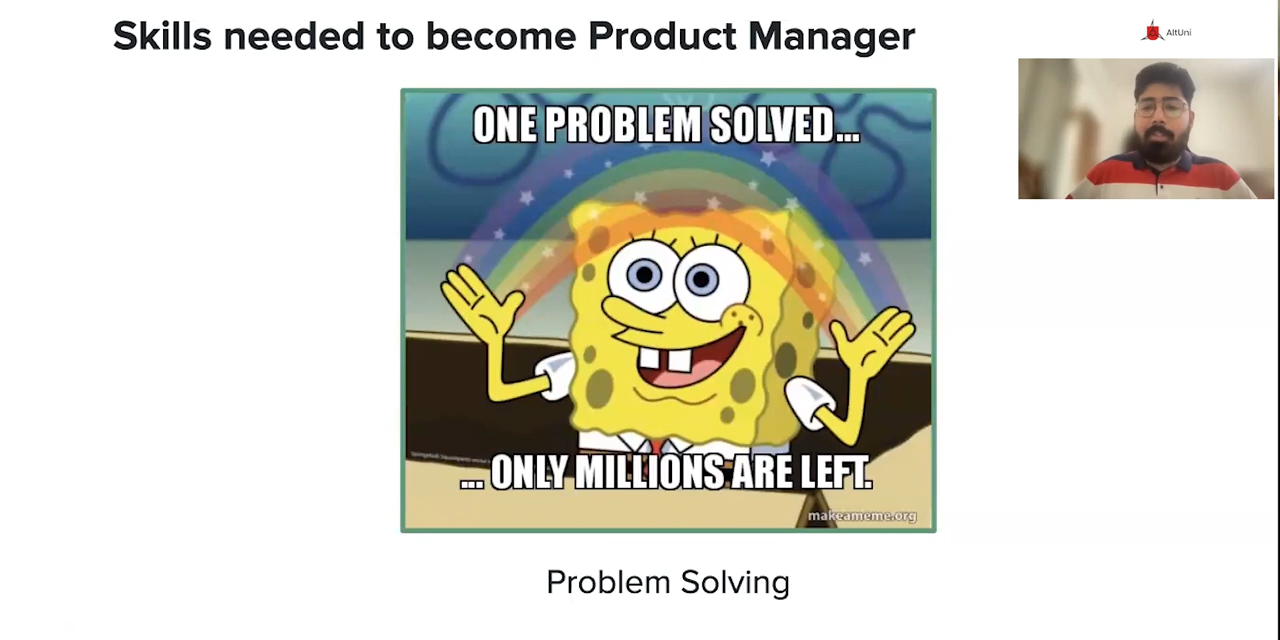 Skills needed to become Product Manager
AltUni
ONE PROBLEM SOLVED...
... ONLY MILLIONS ARE LEFT.
makeameme.org
Problem Solving